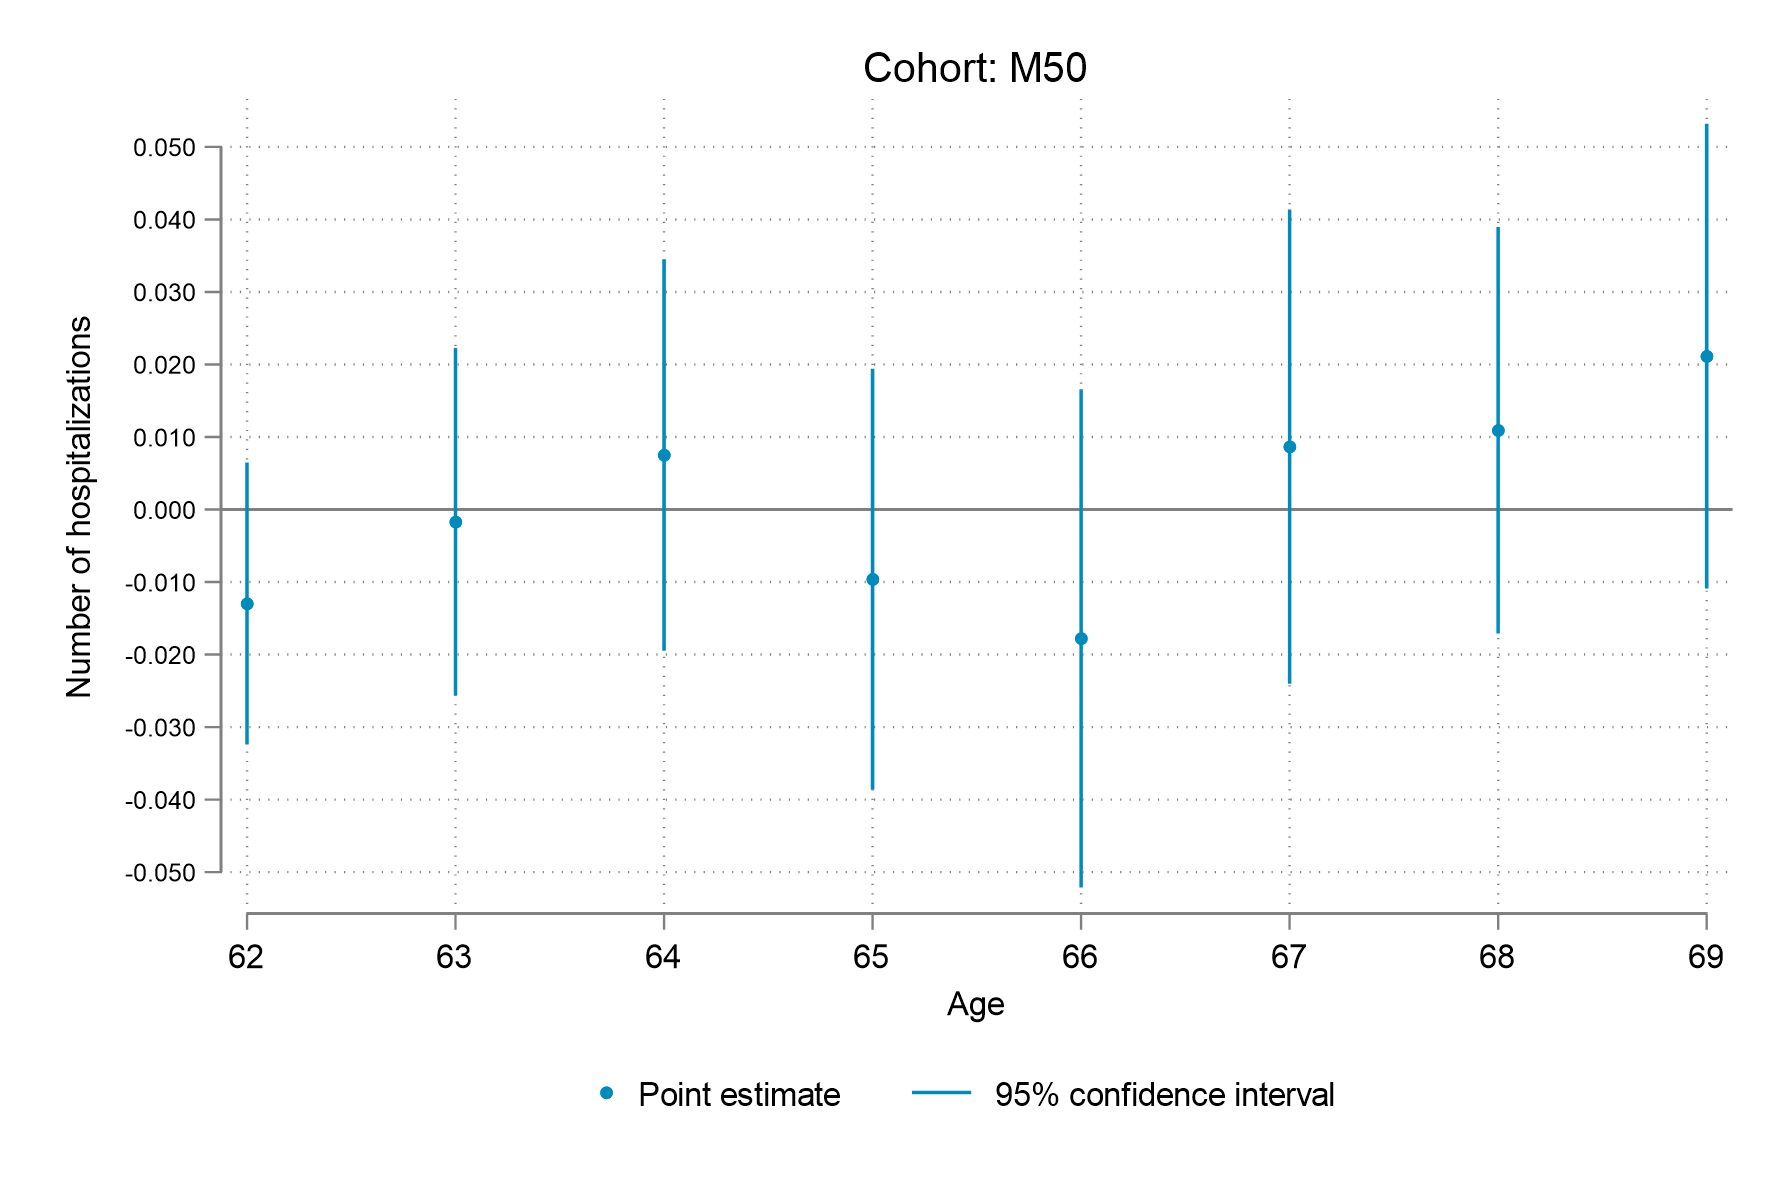 Cohort: M50
0.050
0.040
0.030
0.020
0.010
0.000
-0.010
-0.020
-0.030
-0.040
-0.050
Number of hospitalizations
62 63 64 65 66 67 68 69
Age
Point estimate 95% confidence interval